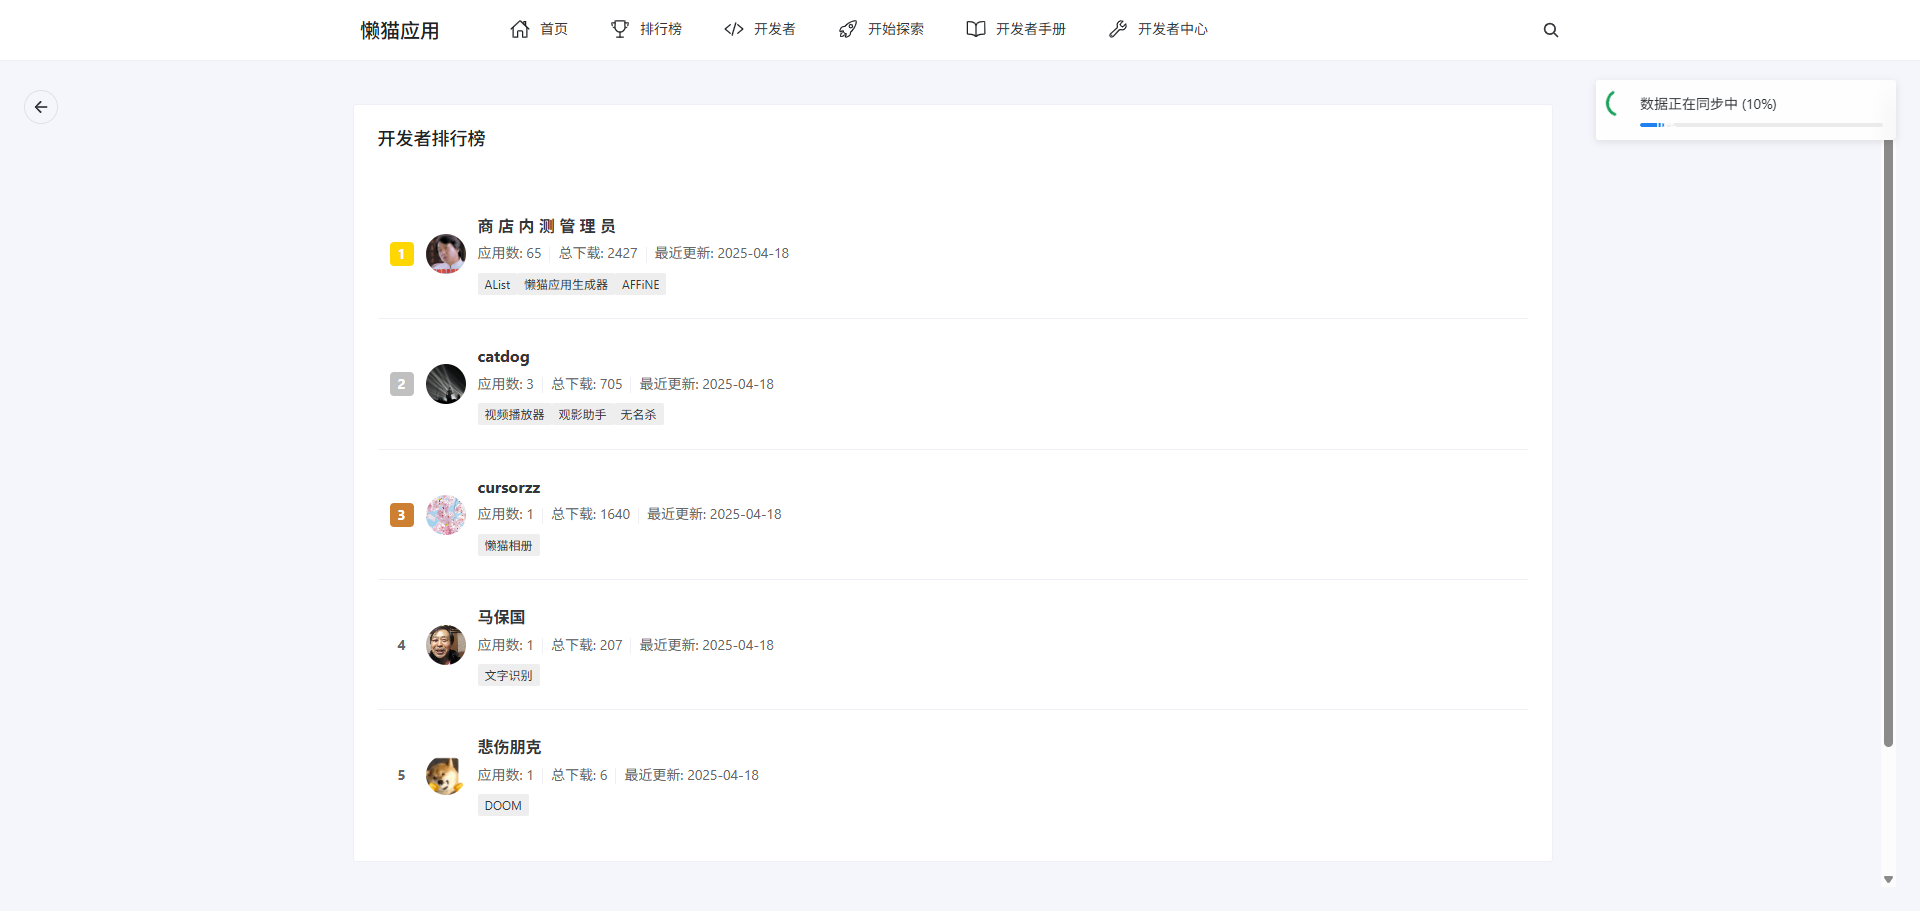 懒猫应用 首页 排行榜 开发者 开始探索 开发者手册 开发者中心
数据正在同步中 (10%)
开发者排行榜
1
商 店 内 测 管 理 员
应用数: 65 总下载: 2427 最近更新: 2025-04-18
AList 懒猫应用生成器 AFFiNE
2
catdog
应用数: 3 总下载: 705 最近更新: 2025-04-18
视频播放器 观影助手 无名杀
3
cursorzz
应用数: 1 总下载: 1640 最近更新: 2025-04-18
懒猫相册
4
马保国
应用数: 1 总下载: 207 最近更新: 2025-04-18
文字识别
5
悲伤朋克
应用数: 1 总下载: 6 最近更新: 2025-04-18
DOOM